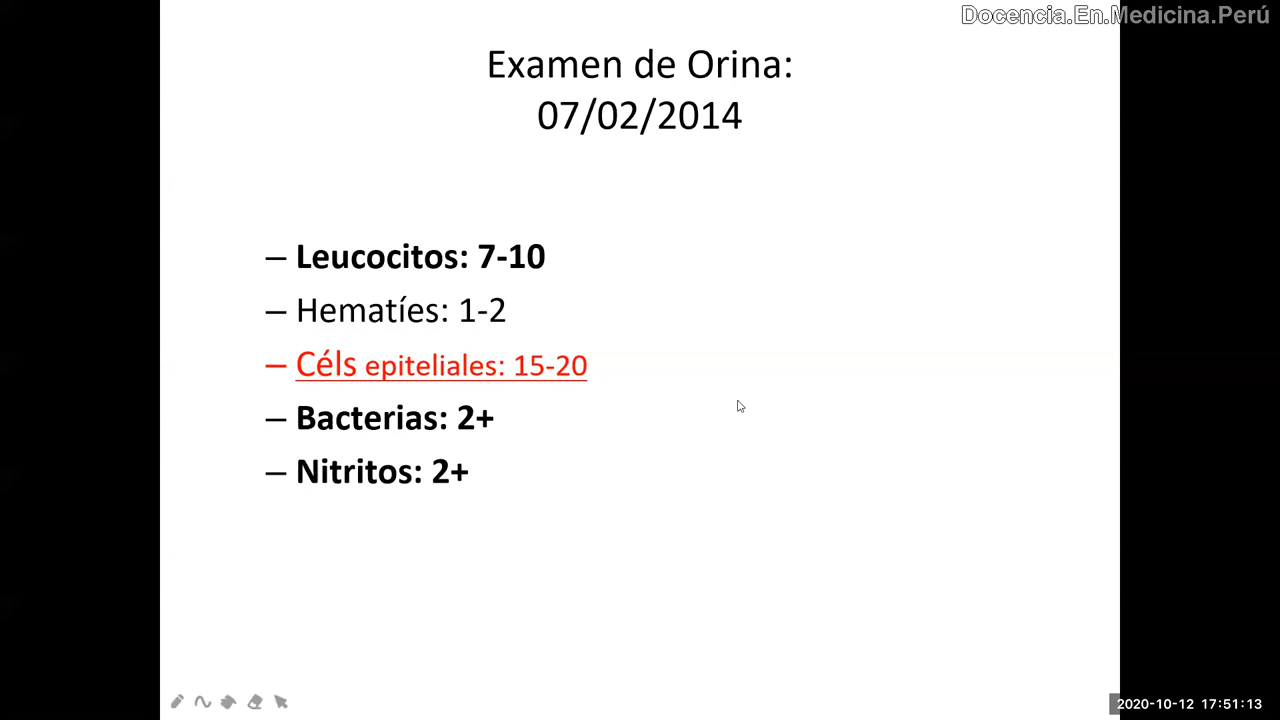 Docencia.En.Medicina.Perú
Examen de Orina:
07/02/2014
– Leucocitos: 7-10
– Hematíes: 1-2
– Céls epiteliales: 15-20
– Bacterias: 2+
– Nitritos: 2+
2020-10-12 17:51:13